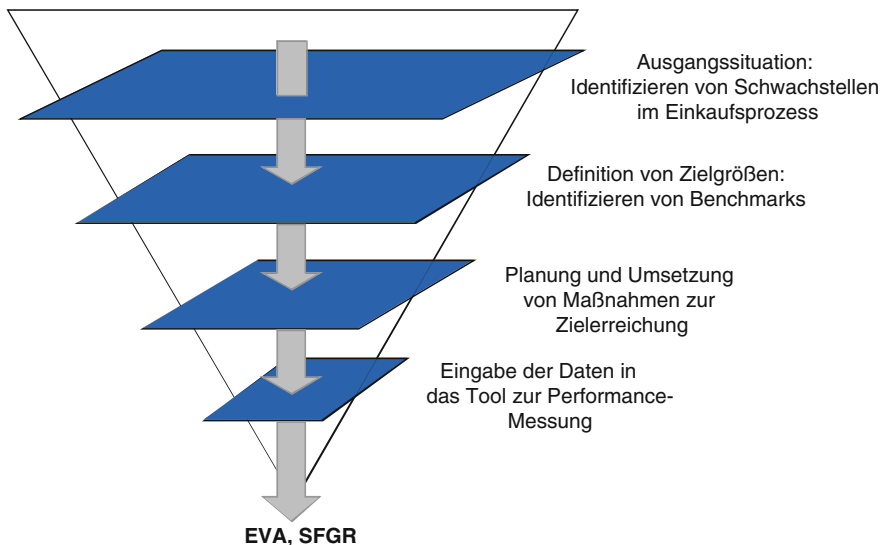 Ausgangssituation:
Identifizieren von Schwachstellen
im Einkaufsprozess
Definition von Zielgrößen:
Identifizieren von Benchmarks
Planung und Umsetzung
von Maßnahmen zur
Zielerreichung
Eingabe der Daten in
das Tool zur Performance-
Messung
EVA, SFGR